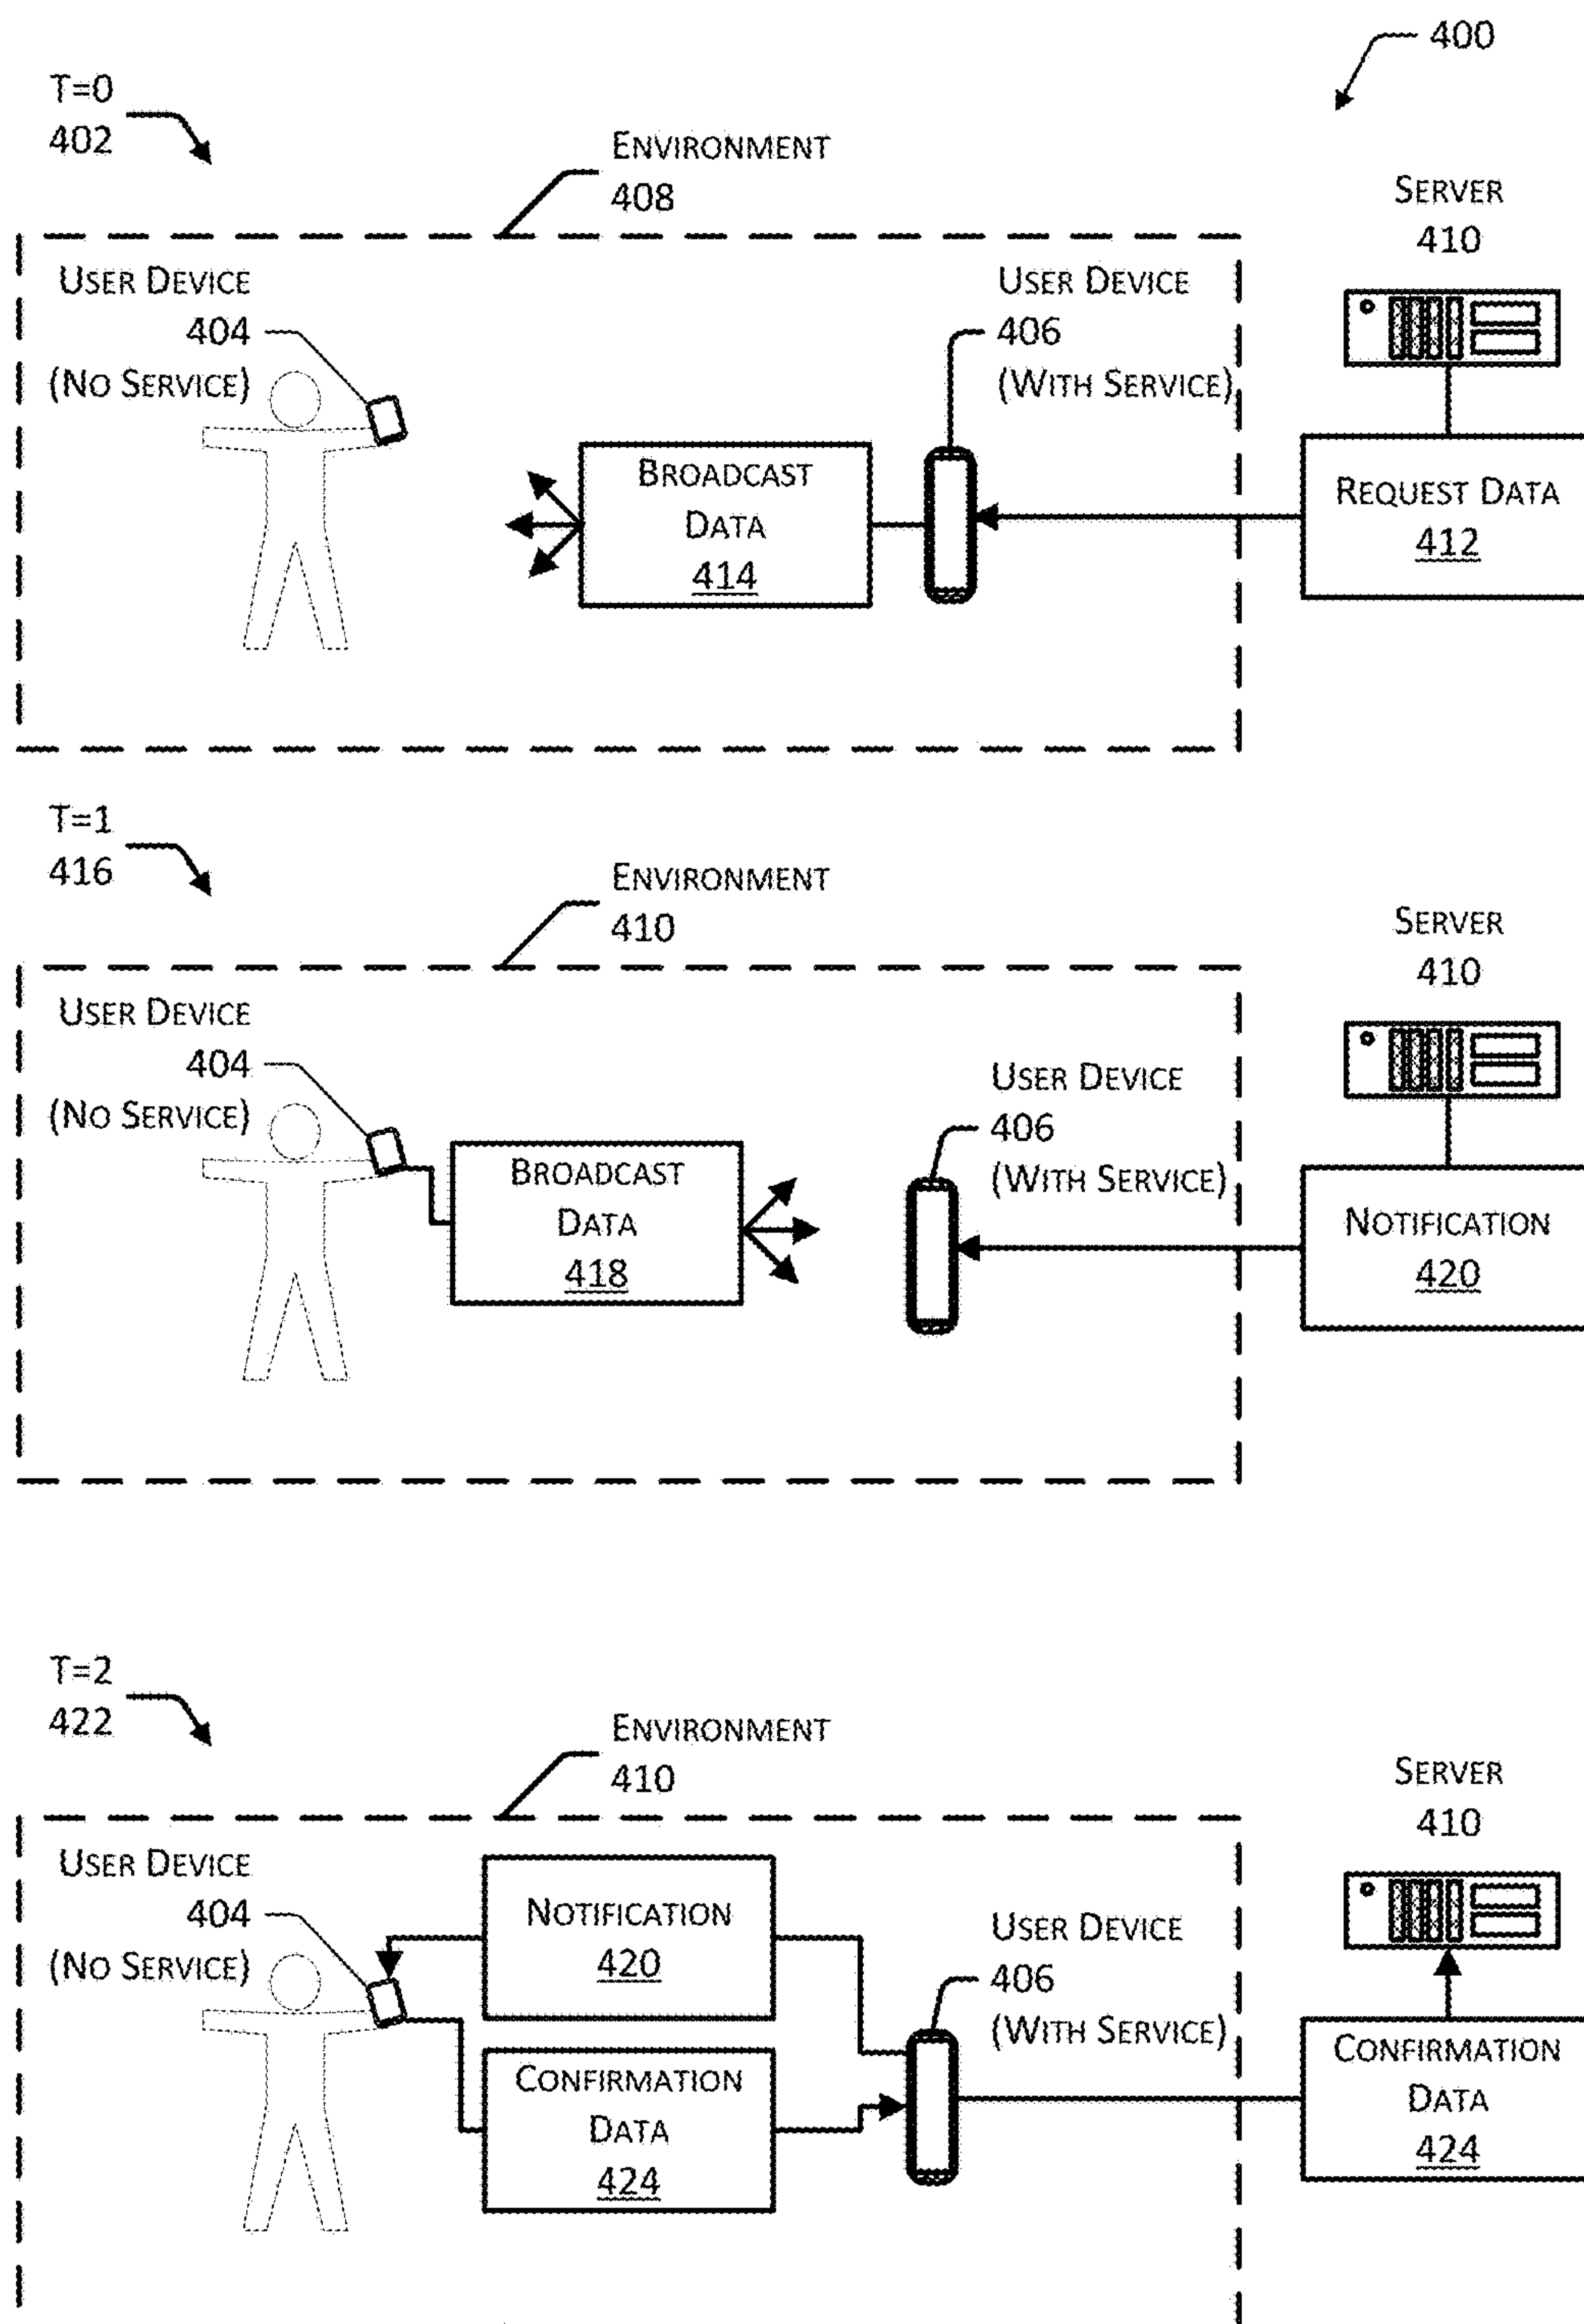 400
T=0
402
ENVIRONMENT
408
SERVER
410
USER DEVICE
404
(NO SERVICE)
USER DEVICE
406
(WITH SERVICE)
BROADCAST
DATA
414
REQUEST DATA
412
T=1
416
ENVIRONMENT
410
SERVER
410
USER DEVICE
404
(NO SERVICE)
USER DEVICE
406
(WITH SERVICE)
BROADCAST
DATA
418
NOTIFICATION
420
T=2
422
ENVIRONMENT
410
SERVER
410
USER DEVICE
404
(NO SERVICE)
NOTIFICATION
420
USER DEVICE
406
(WITH SERVICE)
CONFIRMATION
DATA
424
CONFIRMATION
DATA
424